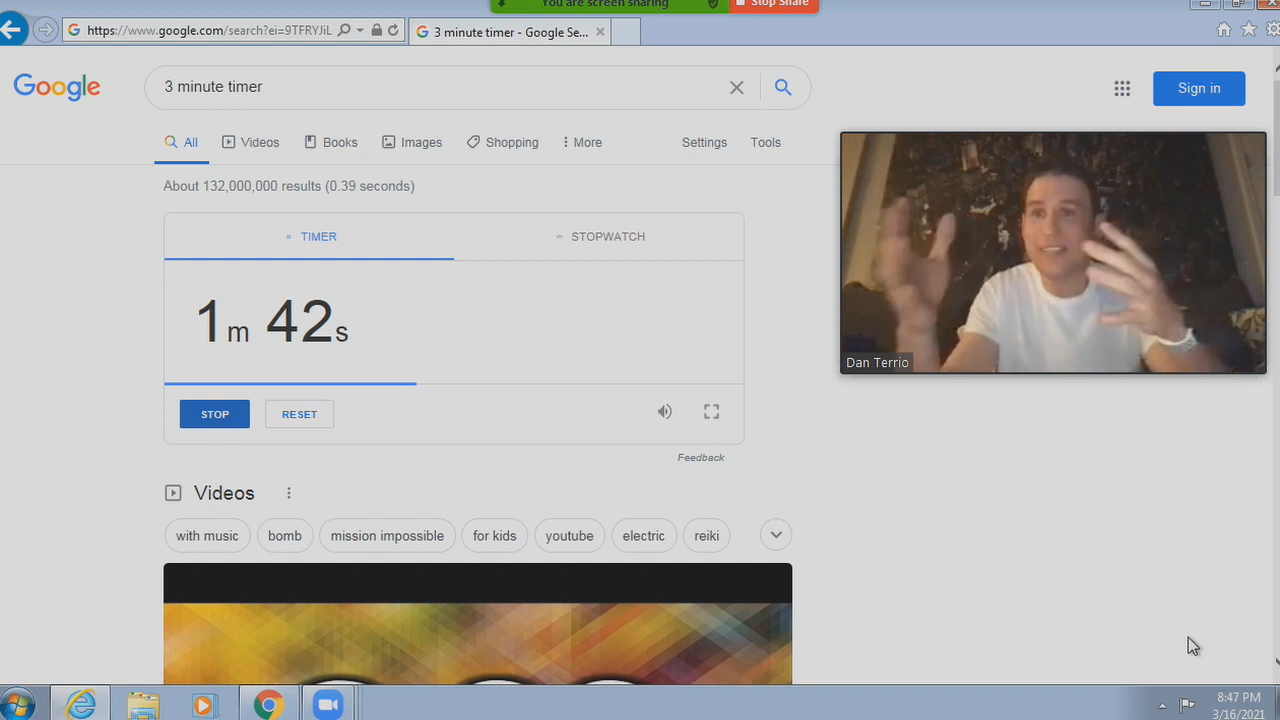 You are screen sharing
Stop Share
https://www.google.com/search?ei=9TFRYJiL
3 minute timer - Google Se...
Google
3 minute timer
Sign in
All
Videos
Books
Images
Shopping
More
Settings
Tools
About 132,000,000 results (0.39 seconds)
TIMER
STOPWATCH
1m 42s
STOP
RESET
Feedback
Dan Terrio
Videos
with music
bomb
mission impossible
for kids
youtube
electric
reiki
8:47 PM
3/16/2021